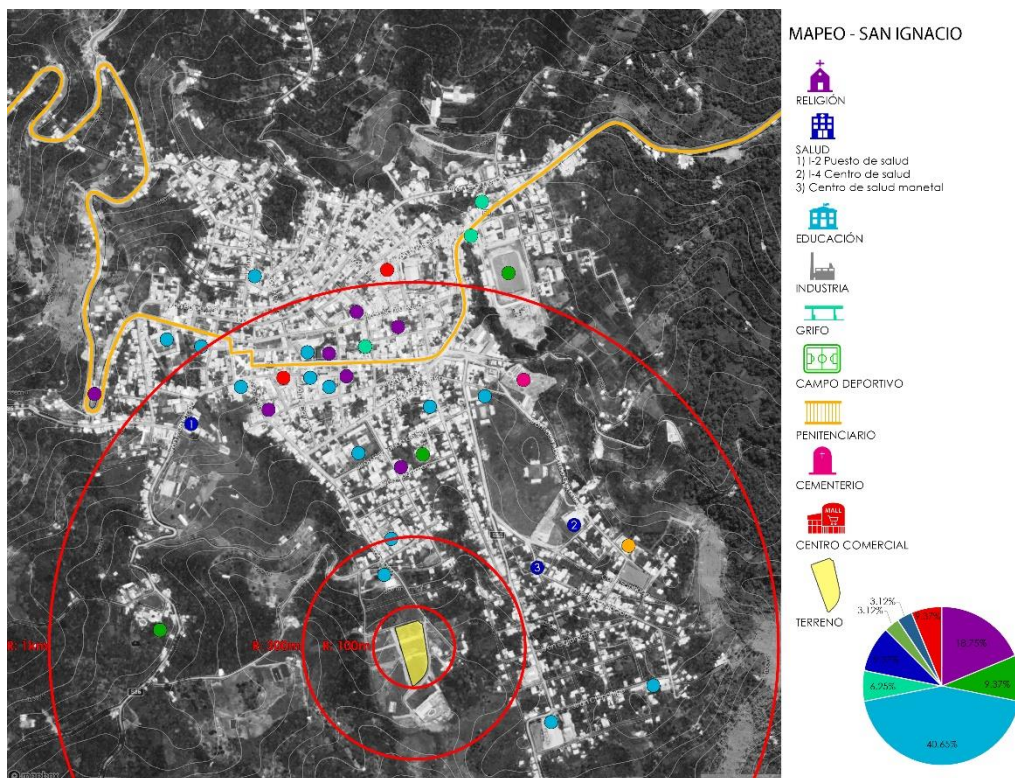 MAPEO - SAN IGNACIO
RELIGIÓN
SALUD
1) I-2 Puesto de salud
2) I-4 Centro de salud
3) Centro de salud manetal
EDUCACIÓN
INDUSTRIA
GRIFO
CAMPO DEPORTIVO
PENITENCIARIO
CEMENTERIO
MALL
CENTRO COMERCIAL
TERRENO
3.12%
3.12%
18.75%
9.37%
6.25%
40.65%
1
2
3
R: 1km
R: 300m
R: 100m
mapbox